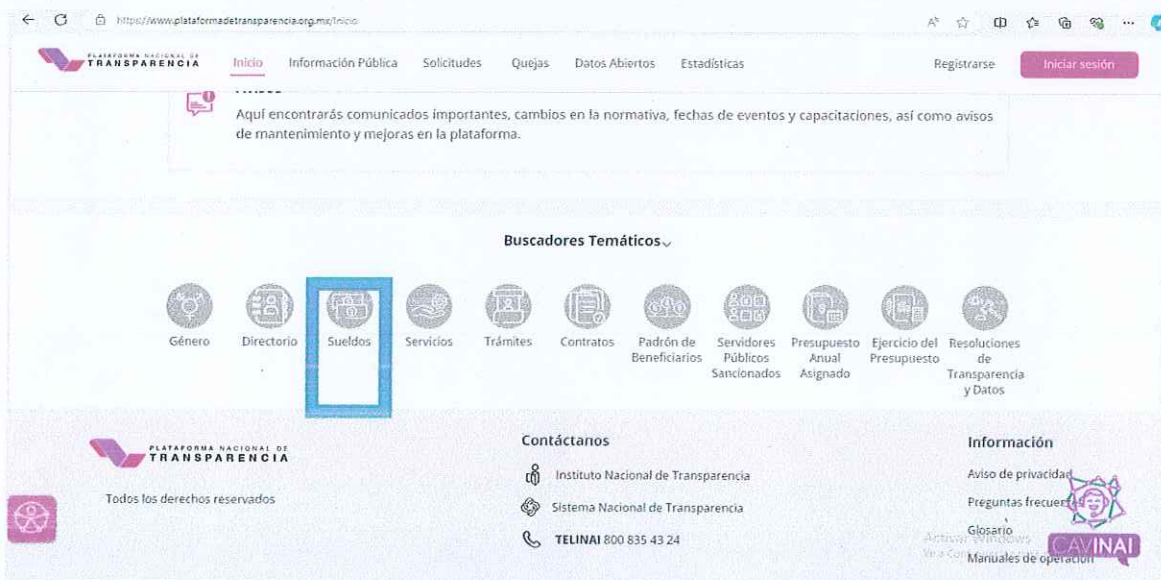 https://www.plataformadetransparencia.org.mx/Inicio
PLATAFORMA NACIONAL DE
TRANSPARENCIA
Inicio
Información Pública
Solicitudes
Quejas
Datos Abiertos
Estadísticas
Registrarse
Iniciar sesión
Aquí encontrarás comunicados importantes, cambios en la normativa, fechas de eventos y capacitaciones, así como avisos
de mantenimiento y mejoras en la plataforma.
Buscadores Temáticos
Género
Directorio
Sueldos
Servicios
Trámites
Contratos
Padrón de
Beneficiarios
Servidores
Públicos
Sancionados
Presupuesto
Anual
Asignado
Ejercicio del
Presupuesto
Resoluciones
de
Transparencia
y Datos
PLATAFORMA NACIONAL DE
TRANSPARENCIA
Todos los derechos reservados
Contáctanos
Instituto Nacional de Transparencia
Sistema Nacional de Transparencia
TELINAI 800 835 43 24
Información
Aviso de privacidad
Preguntas frecuentes
Glosario
Activar Windows
Manuales de operación
CAVINAI